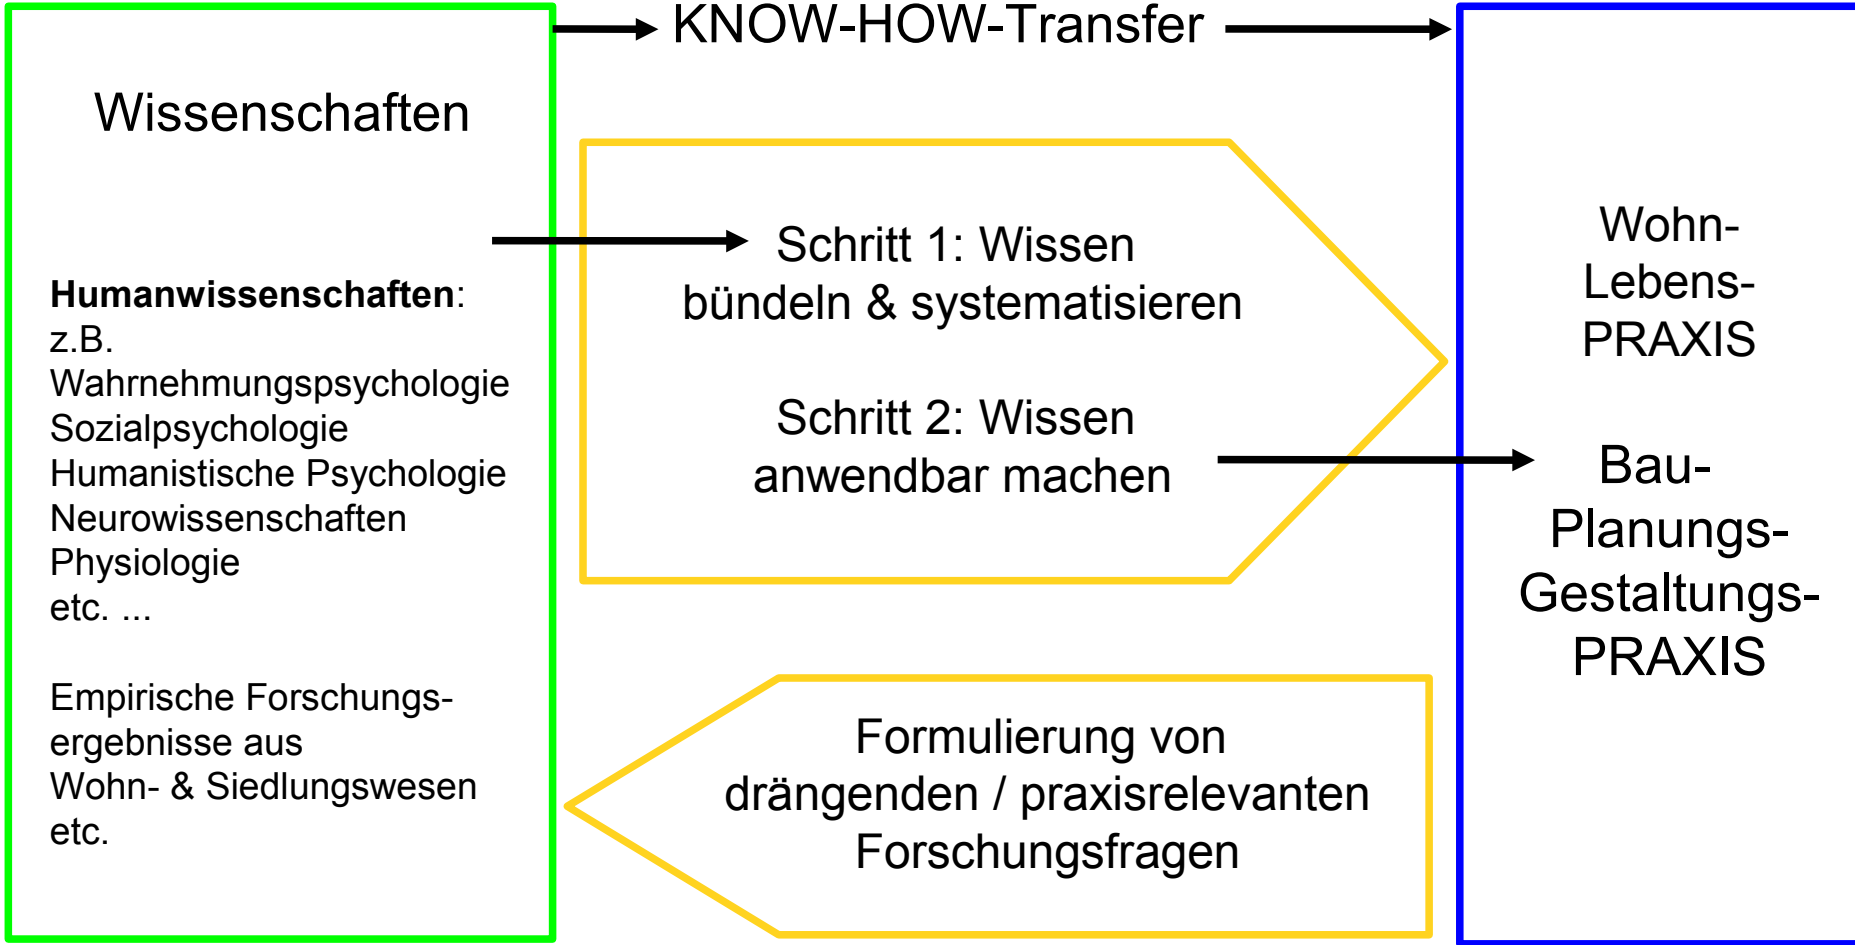 KNOW-HOW-Transfer
Wissenschaften
Humanwissenschaften:
z.B.
Wahrnehmungspsychologie
Sozialpsychologie
Humanistische Psychologie
Neurowissenschaften
Physiologie
etc. ...
Empirische Forschungs-
ergebnisse aus
Wohn- & Siedlungswesen
etc.
Schritt 1: Wissen
bündeln & systematisieren
Schritt 2: Wissen
anwendbar machen
Formulierung von
drängenden / praxisrelevanten
Forschungsfragen
Wohn-
Lebens-
PRAXIS
Bau-
Planungs-
Gestaltungs-
PRAXIS